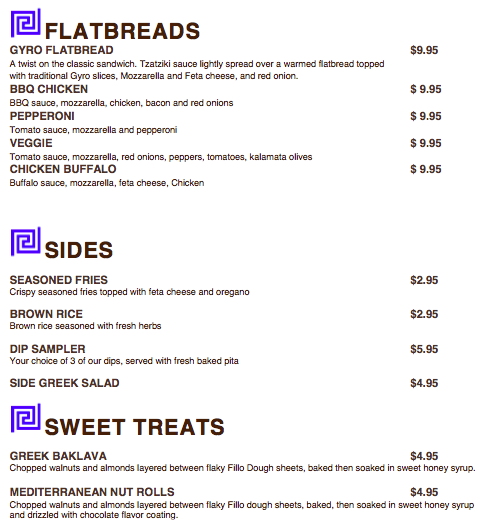 FLATBREADS
GYRO FLATBREAD $9.95
A twist on the classic sandwich. Tzatziki sauce lightly spread over a warmed flatbread topped
with traditional Gyro slices, Mozzarella and Feta cheese, and red onion.
BBQ CHICKEN $ 9.95
BBQ sauce, mozzarella, chicken, bacon and red onions
PEPPERONI $ 9.95
Tomato sauce, mozzarella and pepperoni
VEGGIE $ 9.95
Tomato sauce, mozzarella, red onions, peppers, tomatoes, kalamata olives
CHICKEN BUFFALO $ 9.95
Buffalo sauce, mozzarella, feta cheese, Chicken
SIDES
SEASONED FRIES $2.95
Crispy seasoned fries topped with feta cheese and oregano
BROWN RICE $2.95
Brown rice seasoned with fresh herbs
DIP SAMPLER $5.95
Your choice of 3 of our dips, served with fresh baked pita
SIDE GREEK SALAD $4.95
SWEET TREATS
GREEK BAKLAVA $4.95
Chopped walnuts and almonds layered between flaky Fillo Dough sheets, baked then soaked in sweet honey syrup.
MEDITERRANEAN NUT ROLLS $4.95
Chopped walnuts and almonds layered between flaky Fillo dough sheets, baked, then soaked in sweet honey syrup
and drizzled with chocolate flavor coating.